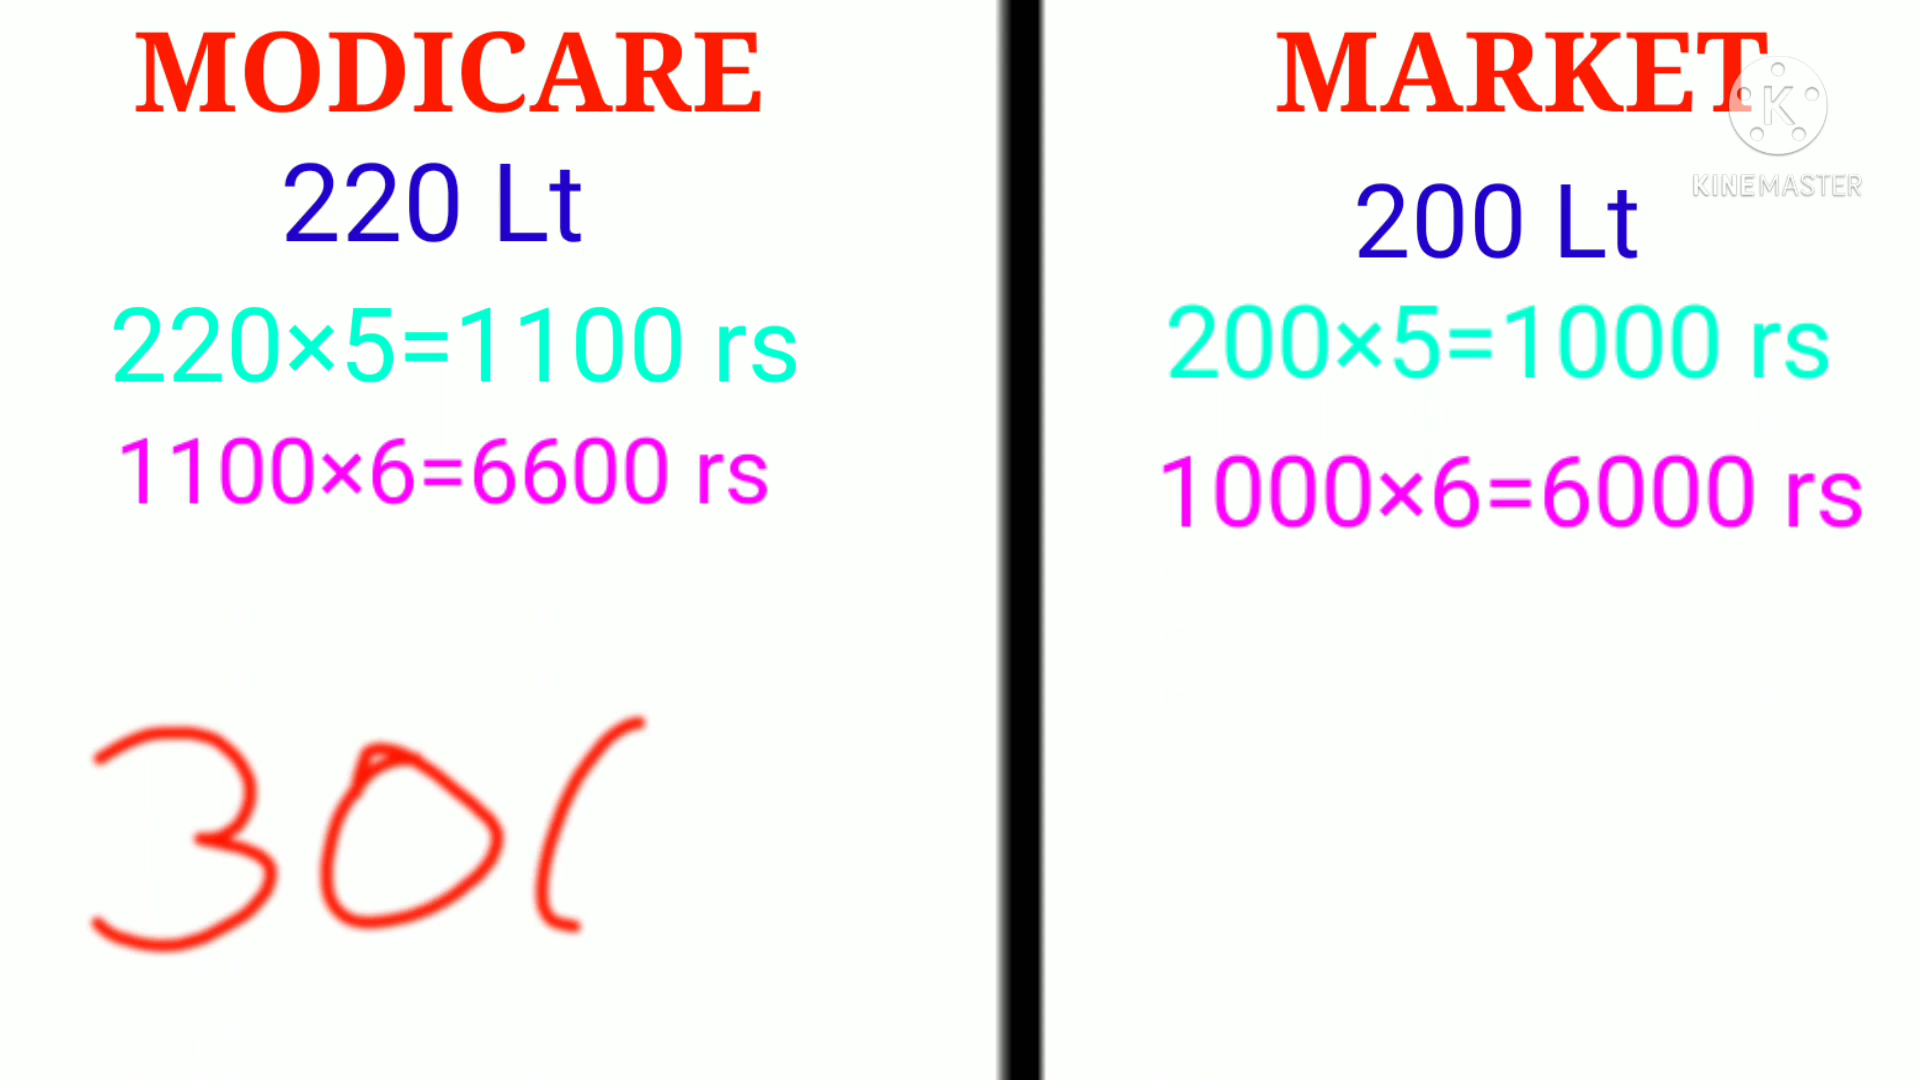 MODICARE
220 Lt
220×5=1100 rs
1100×6=6600 rs
30
MARKET
200 Lt
200×5=1000 rs
1000×6=6000 rs
K
KINEMASTER